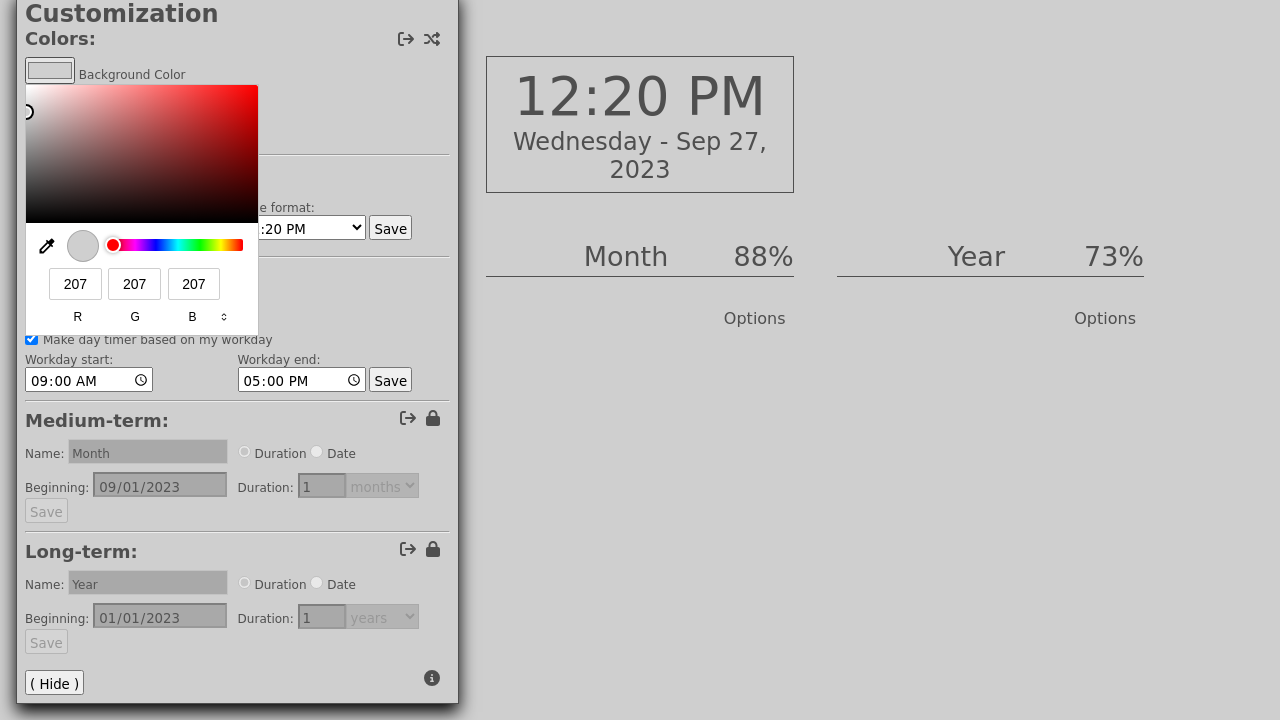 Customization
Colors:
Background Color
207 207 207
R G B
e format:
:20 PM Save
Make day timer based on my workday
Workday start: Workday end:
09:00 AM 05:00 PM Save
Medium-term:
Name: Month Duration Date
Beginning: 09/01/2023 Duration: 1 months
Save
Long-term:
Name: Year Duration Date
Beginning: 01/01/2023 Duration: 1 years
Save
( Hide )
12:20 PM
Wednesday - Sep 27,
2023
Month 88%
Options
Year 73%
Options